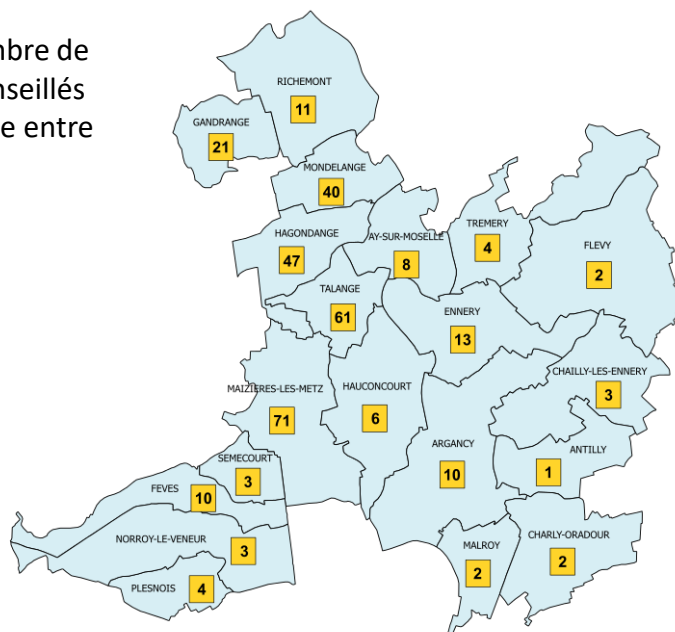 mbre de
nseillés
e entre
RICHEMONT
11
GANDRANGE
21
MONDELANGE
40
HAGONDANGE
47
AY-SUR-MOSELLE
8
TREMERY
4
FLEVY
2
TALANGE
61
ENNERY
13
MAIZIERES-LES-METZ
71
HAUCONCOURT
6
CHAILLY-LES-ENNERY
3
ARGANCY
10
ANTILLY
1
SEMECOURT
3
FEVES
10
NORROY-LE-VENEUR
3
PLESNOIS
4
MALROY
2
CHARLY-ORADOUR
2